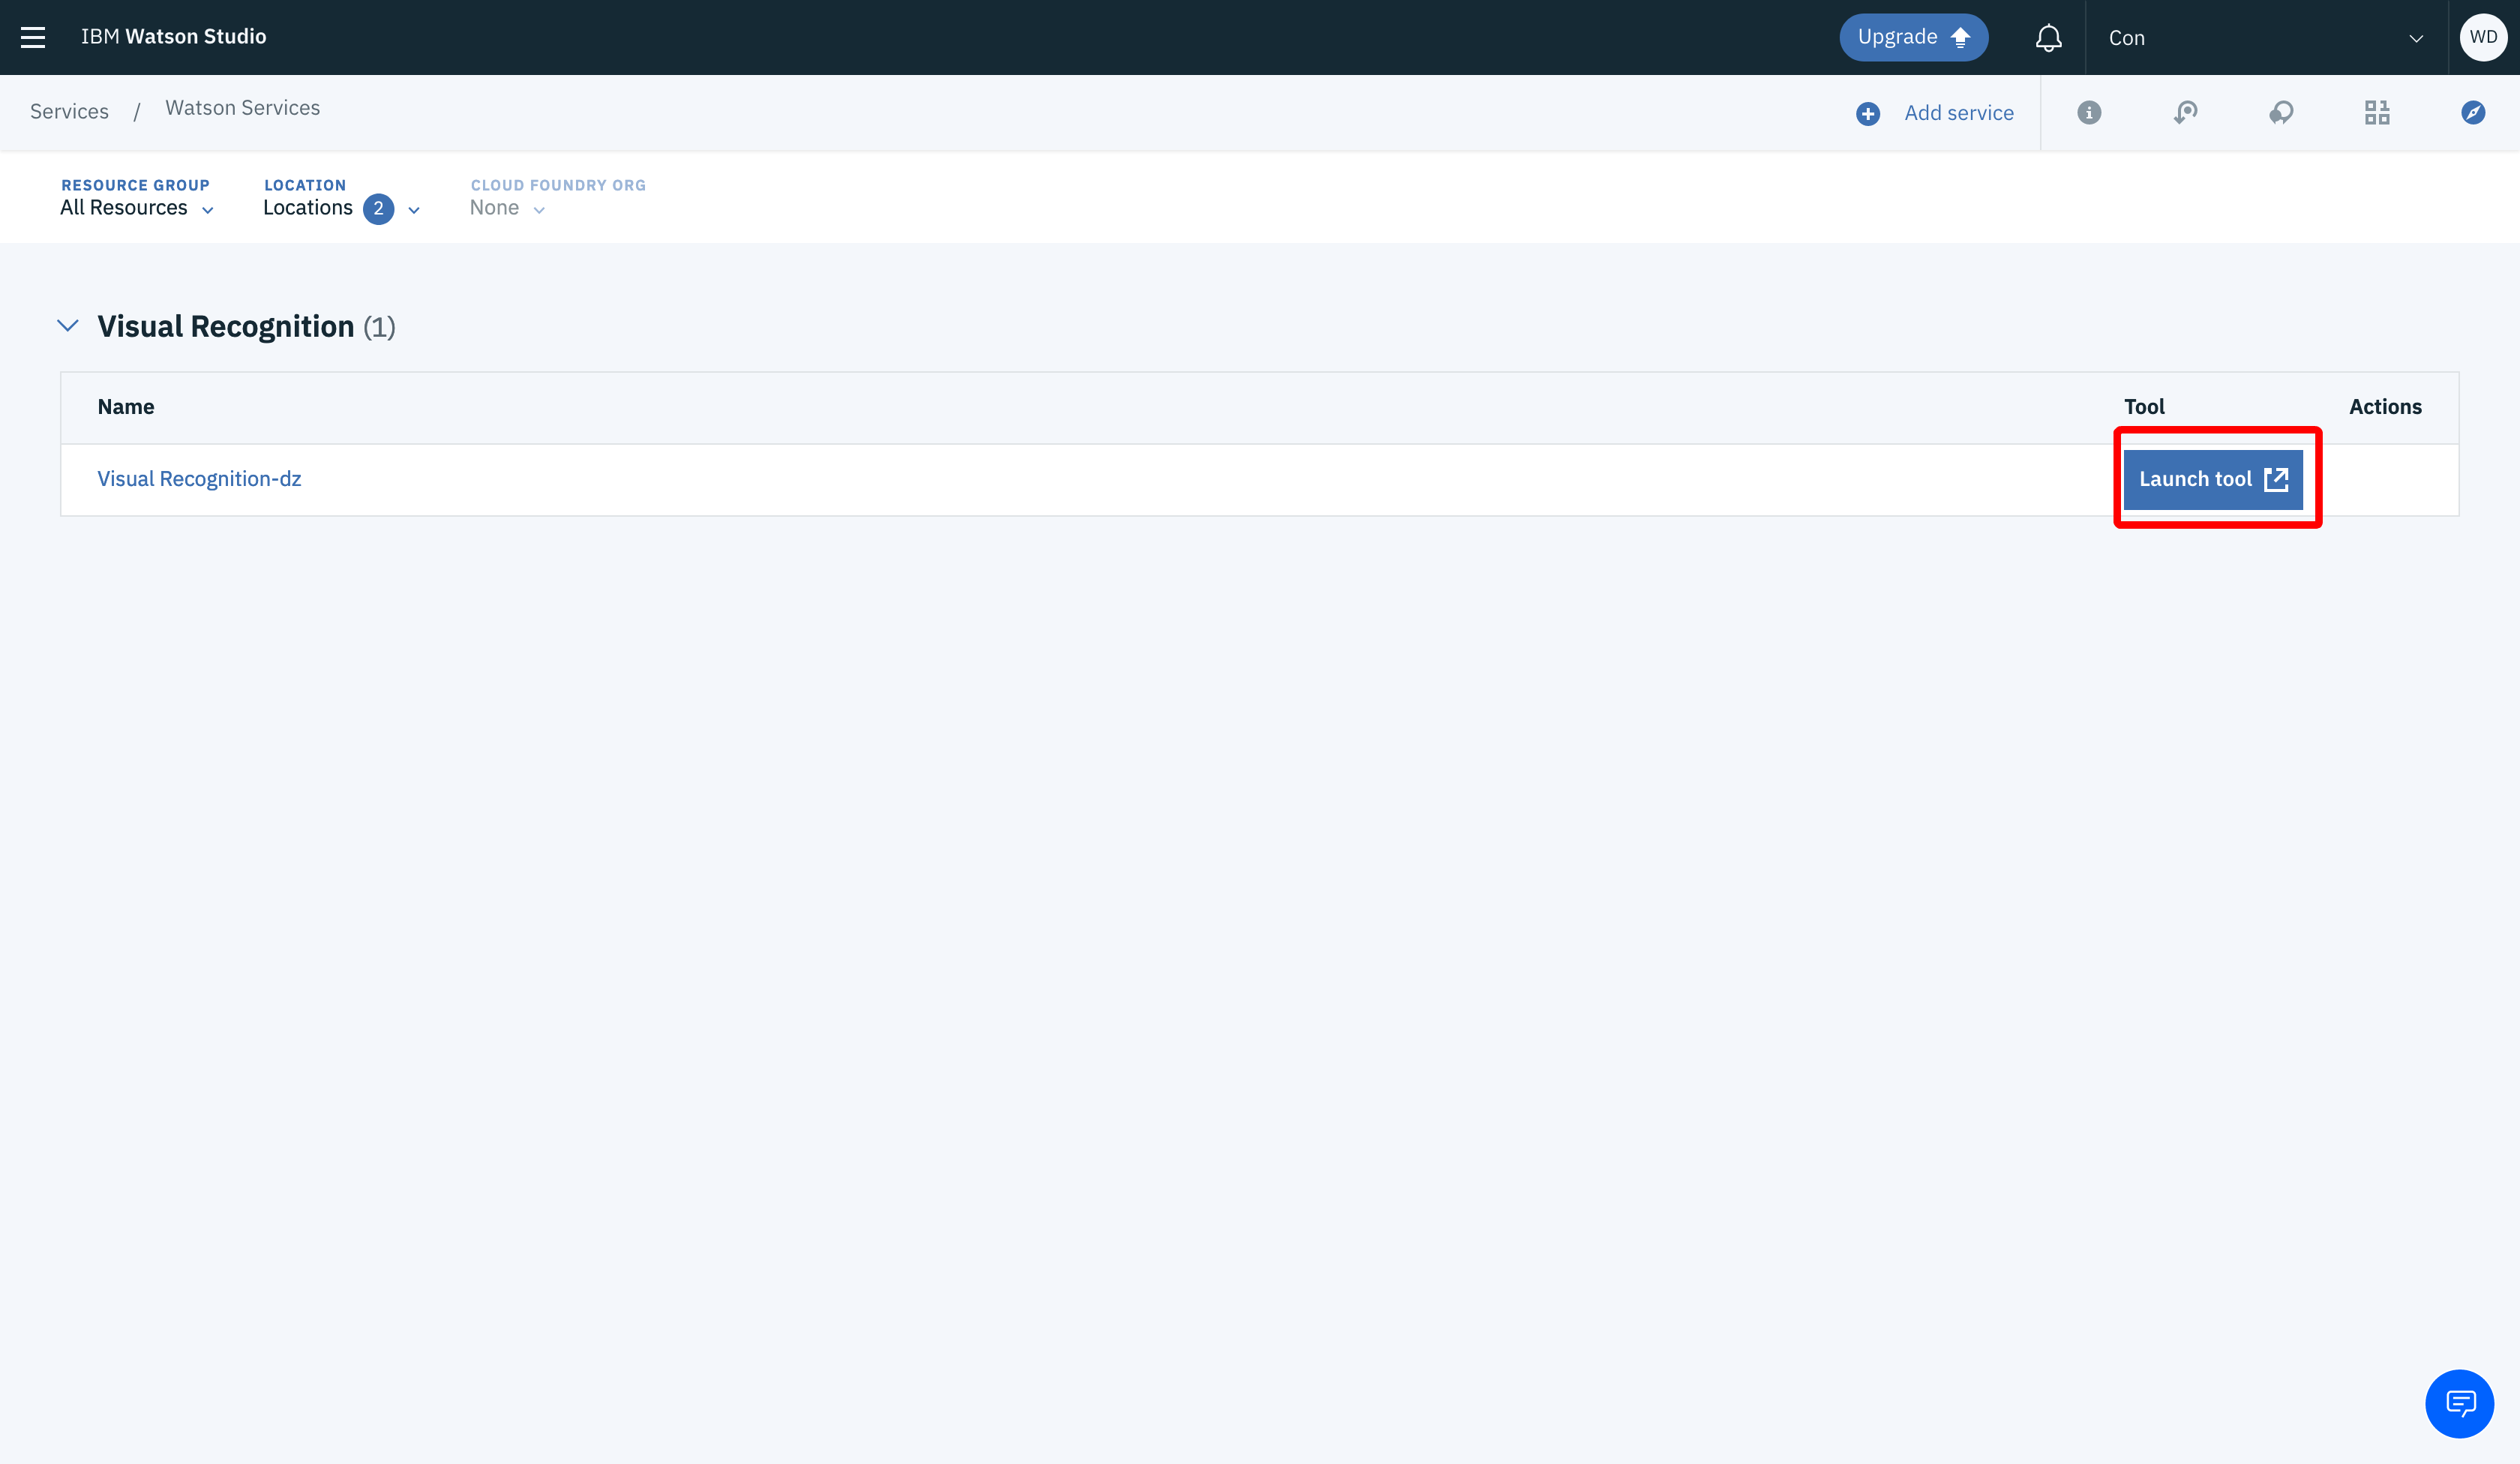 IBM Watson Studio
Upgrade
Con
WD
Services / Watson Services
Add service
RESOURCE GROUP
All Resources
LOCATION
Locations 2
CLOUD FOUNDRY ORG
None
Visual Recognition (1)
Name Tool Actions
Visual Recognition-dz Launch tool